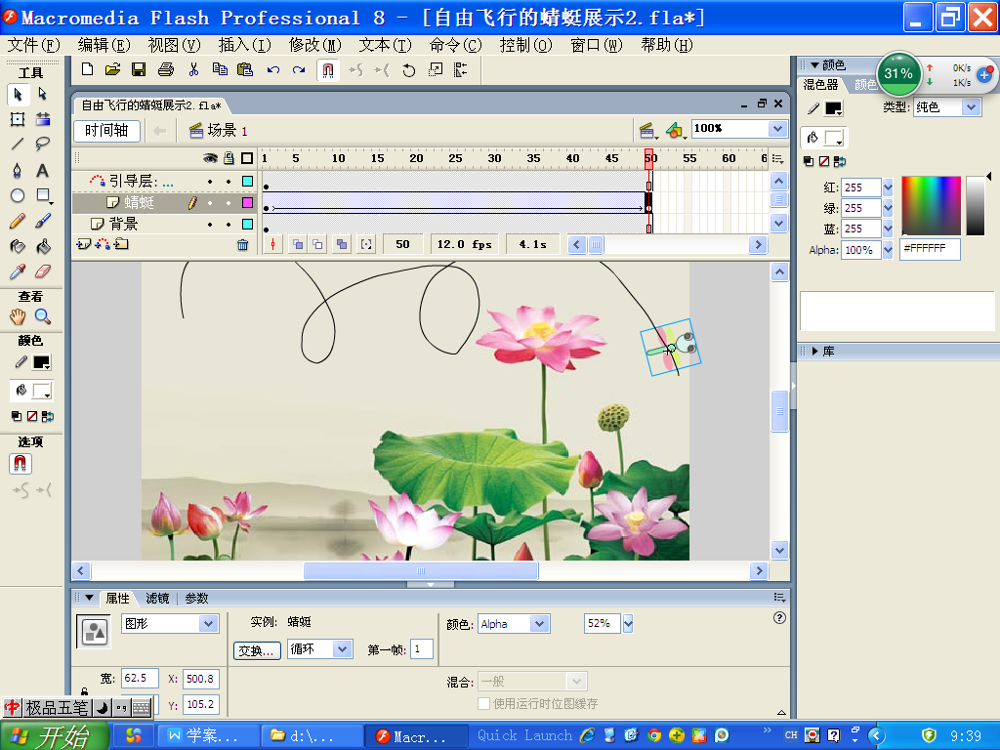 Macromedia Flash Professional 8 - [自由飞行的蜻蜓展示2.fla*]
文件(F) 编辑(E) 视图(V) 插入(I) 修改(M) 文本(T) 命令(C) 控制(O) 窗口(W) 帮助(H)
工具
查看
颜色
选项
自由飞行的蜻蜓展示2.fla*
时间轴 场景 1 100%
1 5 10 15 20 25 30 35 40 45 50 55 60 6
引导层: ...
蜻蜓
背景
50 12.0 fps 4.1s
属性 滤镜 参数
图形 实例: 蜻蜓 颜色: Alpha 52%
交换... 循环 第一帧: 1
宽: 62.5 X: 500.8
Y: 105.2
混合: 一般
使用运行时位图缓存
颜色
31% 0K/s
1K/s
混色器 颜色
类型: 纯色
红: 255
绿: 255
蓝: 255
Alpha: 100% #FFFFFF
库
中 极品五笔
开始 学案... d:\... Macr... Quick Launch CH 9:39